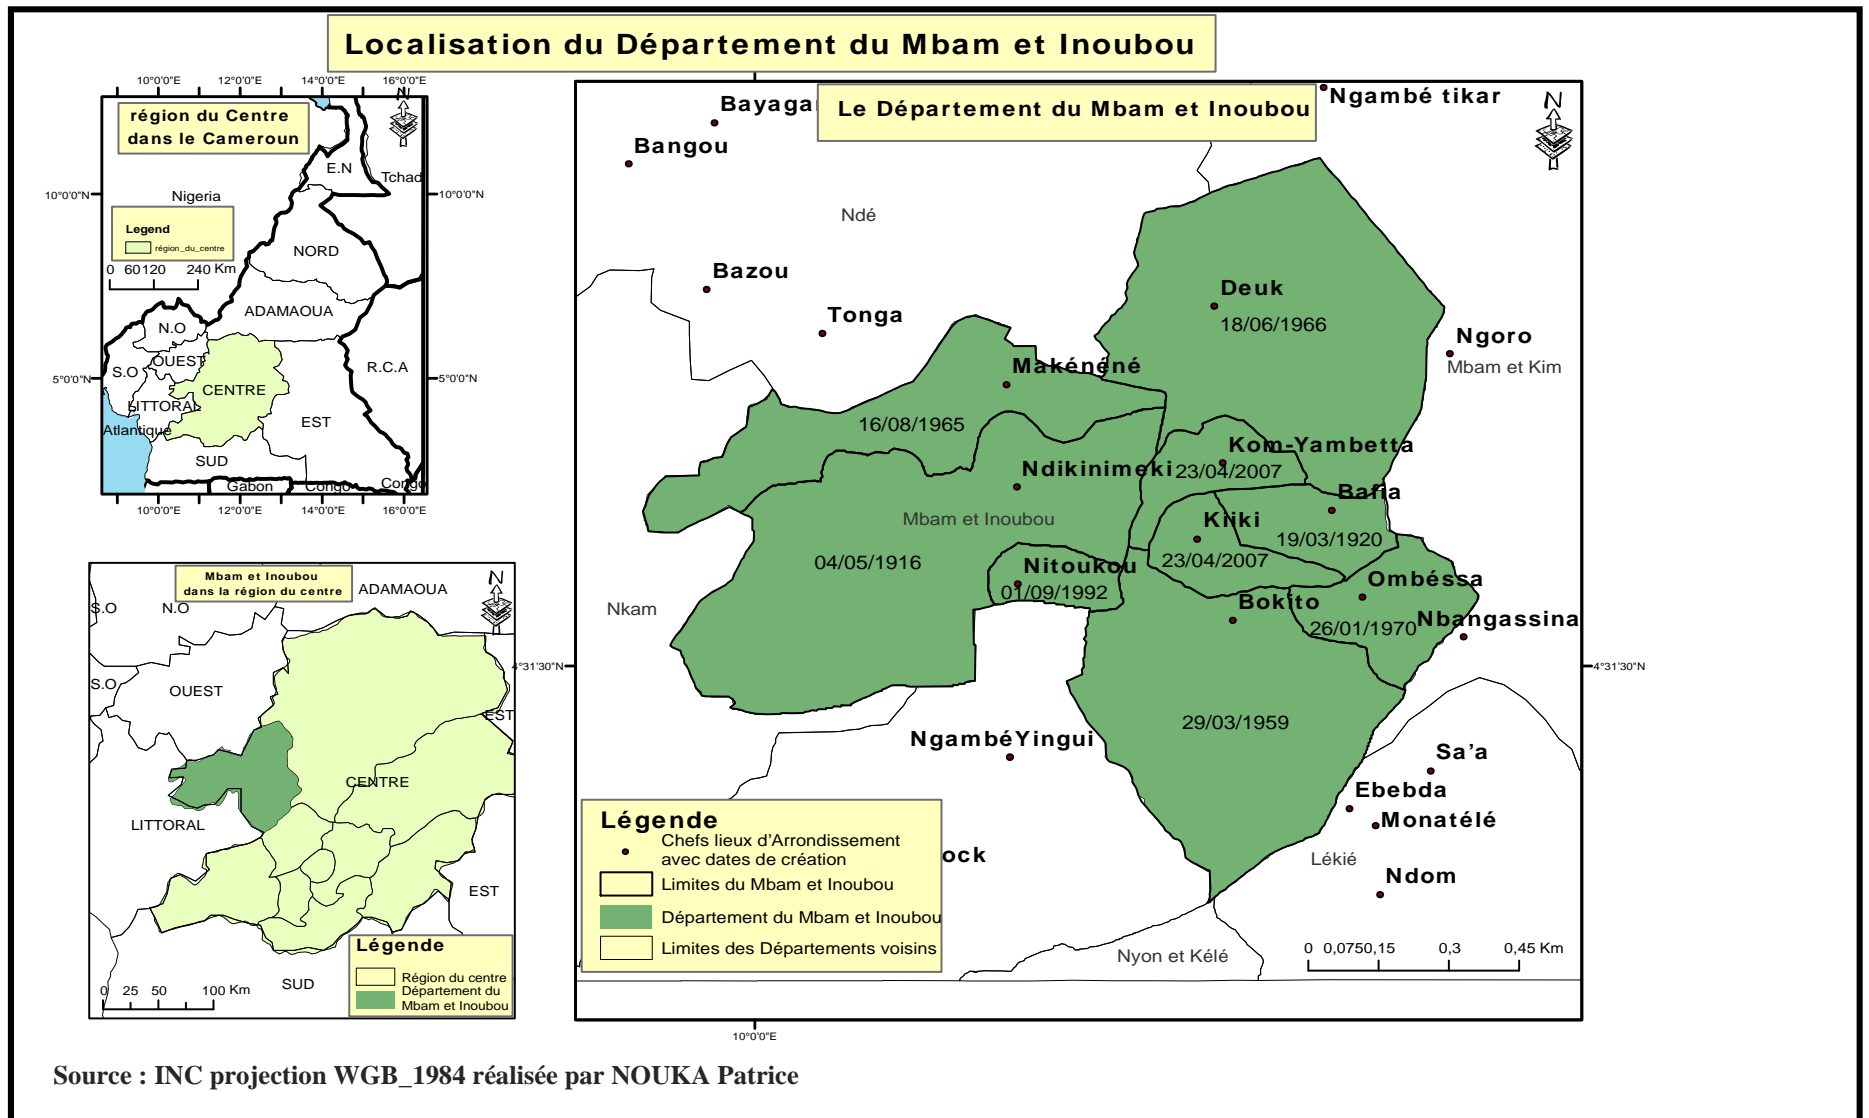 Localisation du Département du Mbam et Inoubou
10°0'0"E 12°0'0"E 14°0'0"E 16°0'0"E
région du Centre
dans le Cameroun
N
E.N
Tchad
10°0'0"N
10°0'0"N
Nigeria
Legend
région_du_centre
0 60 120 240 Km
NORD
ADAMAOUA
N.O
OUEST
S.O
R.C.A
5°0'0"N
5°0'0"N
CENTRE
LITTORAL
EST
Atlantique
SUD
Gabon
Congo
Congo
10°0'0"E 12°0'0"E 14°0'0"E 16°0'0"E
Mbam et Inoubou
dans la région du centre
N
ADAMAOUA
S.O
N.O
S.O
OUEST
EST
CENTRE
LITTORAL
EST
SUD
Légende
Région du centre
Département du
Mbam et Inoubou
0 25 50 100 Km
Le Département du Mbam et Inoubou
N
Ngambé tikar
Bangou
Ndé
Bazou
Tonga
Deuk
18/06/1966
Ngoro
Mbam et Kim
Makénéné
16/08/1965
Kom-Yambetta
23/04/2007
Ndikinimeki
Bafia
19/03/1920
Mbam et Inoubou
Kiiki
23/04/2007
04/05/1916
Nitoukou
01/09/1992
Ombéssa
26/01/1970
Nkam
Bokito
Nbangassina
4°31'30"N
4°31'30"N
29/03/1959
NgambéYingui
Sa'a
Ebebda
Monatélé
Lékié
Ndom
ock
Légende
Chefs lieux d'Arrondissement
avec dates de création
Limites du Mbam et Inoubou
Département du Mbam et Inoubou
Limites des Départements voisins
Nyon et Kélé
0 0,075 0,15 0,3 0,45 Km
10°0'0"E
Source : INC projection WGB_1984 réalisée par NOUKA Patrice